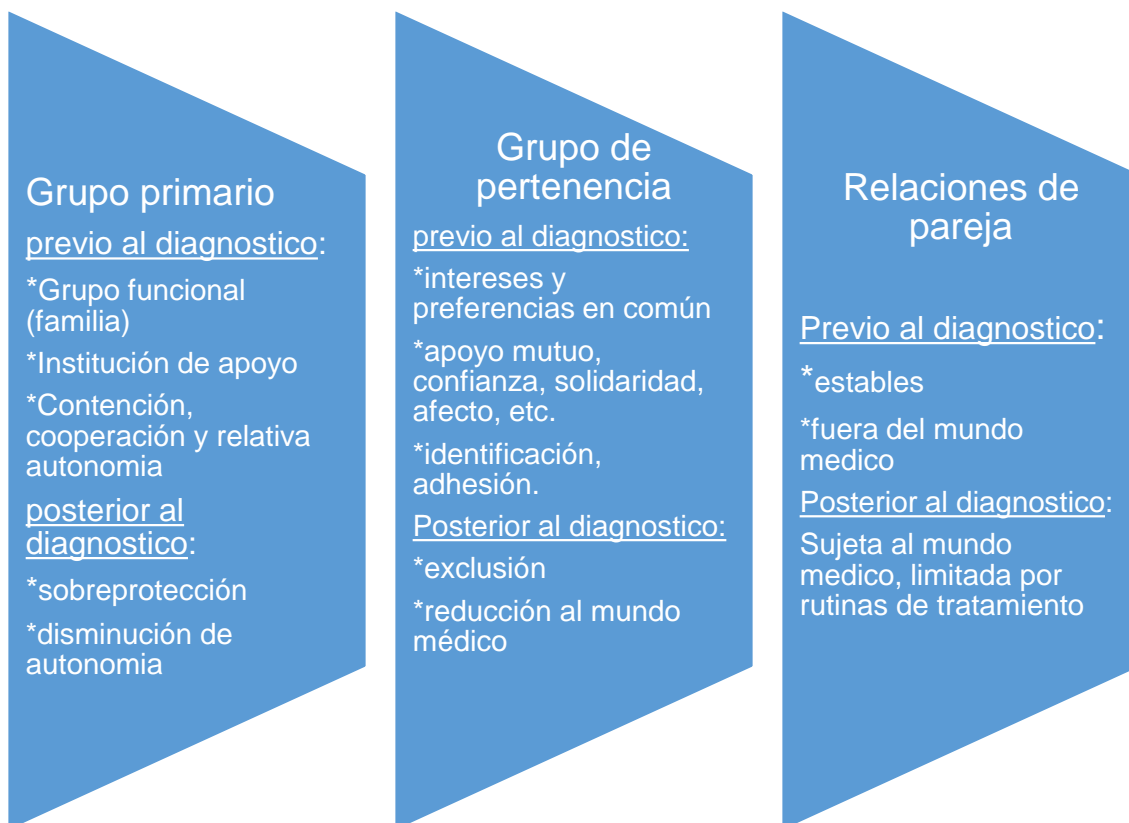 Grupo primario
previo al diagnostico:
*Grupo funcional
(familia)
*Institución de apoyo
*Contención,
cooperación y relativa
autonomia
posterior al
diagnostico:
*sobreprotección
*disminución de
autonomia
Grupo de
pertenencia
previo al diagnostico:
*intereses y
preferencias en común
*apoyo mutuo,
confianza, solidaridad,
afecto, etc.
*identificación,
adhesión.
Posterior al diagnostico:
*exclusión
*reducción al mundo
médico
Relaciones de
pareja
Previo al diagnostico:
*estables
*fuera del mundo
medico
Posterior al diagnostico:
Sujeta al mundo
medico, limitada por
rutinas de tratamiento